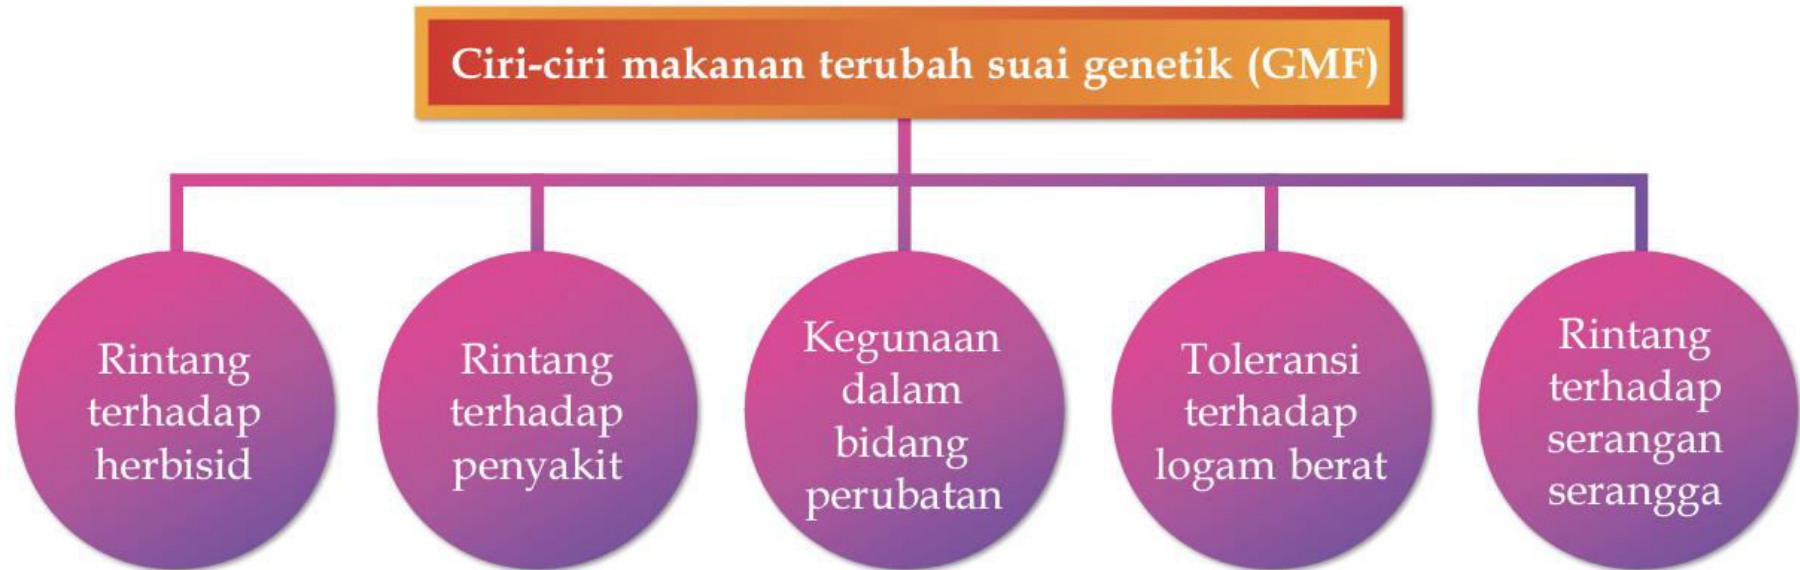 Ciri-ciri makanan terubah suai genetik (GMF)
Rintang
terhadap
herbisid
Rintang
terhadap
penyakit
Kegunaan
dalam
bidang
perubatan
Toleransi
terhadap
logam berat
Rintang
terhadap
serangan
serangga